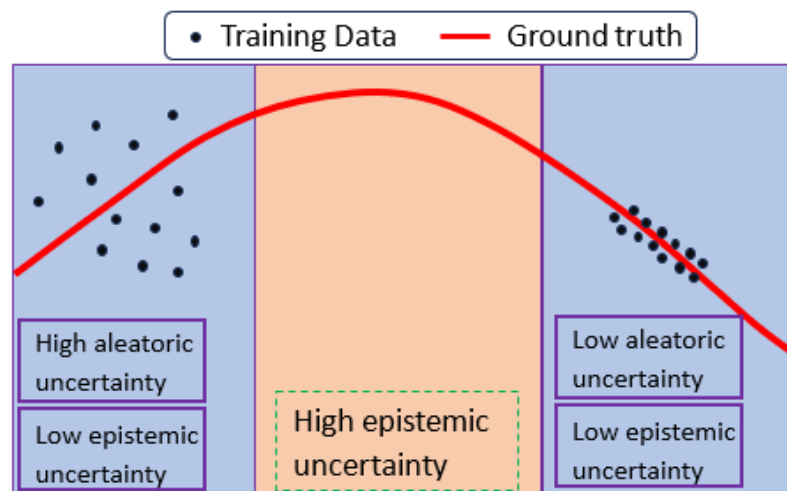 Training Data Ground truth
High aleatoric
uncertainty
Low epistemic
uncertainty
High epistemic
uncertainty
Low aleatoric
uncertainty
Low epistemic
uncertainty